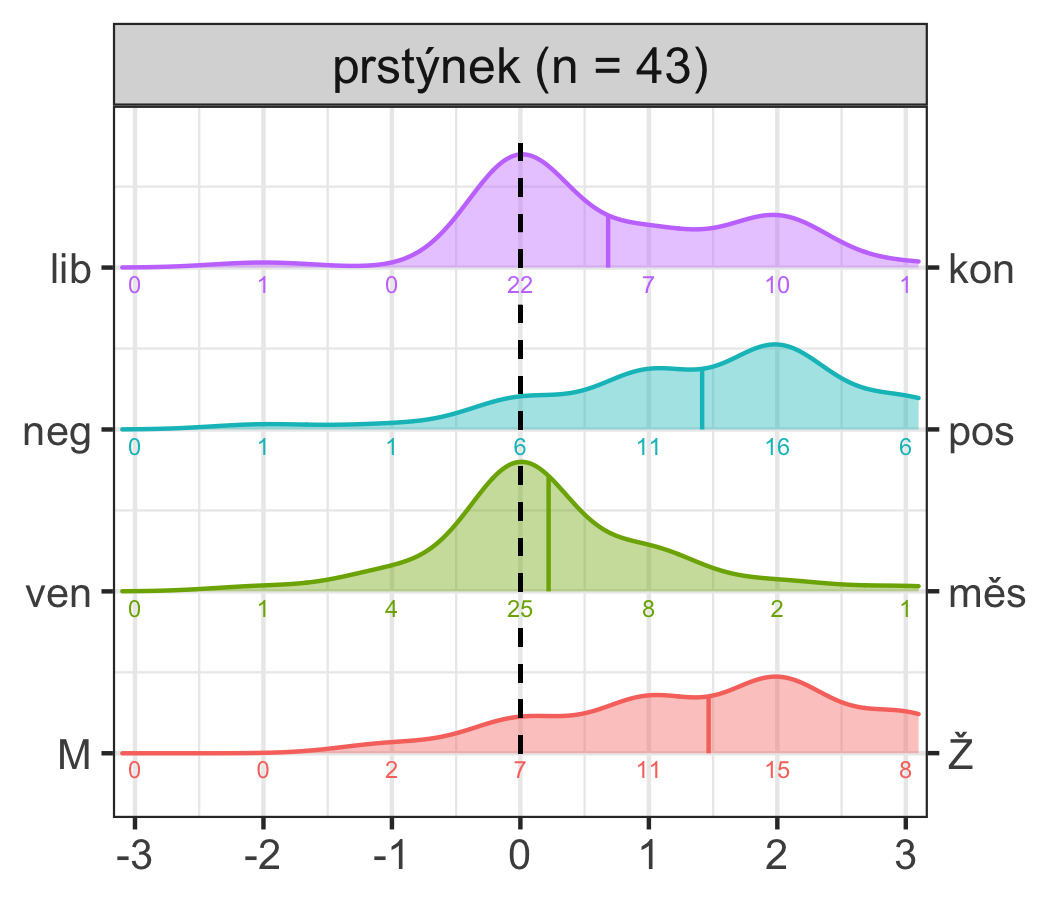 prstýnek (n = 43)
lib kon
0 1 0 22 7 10 1
neg pos
0 1 1 6 11 16 6
ven měs
0 1 4 25 8 2 1
M Ž
0 0 2 7 11 15 8
-3 -2 -1 0 1 2 3